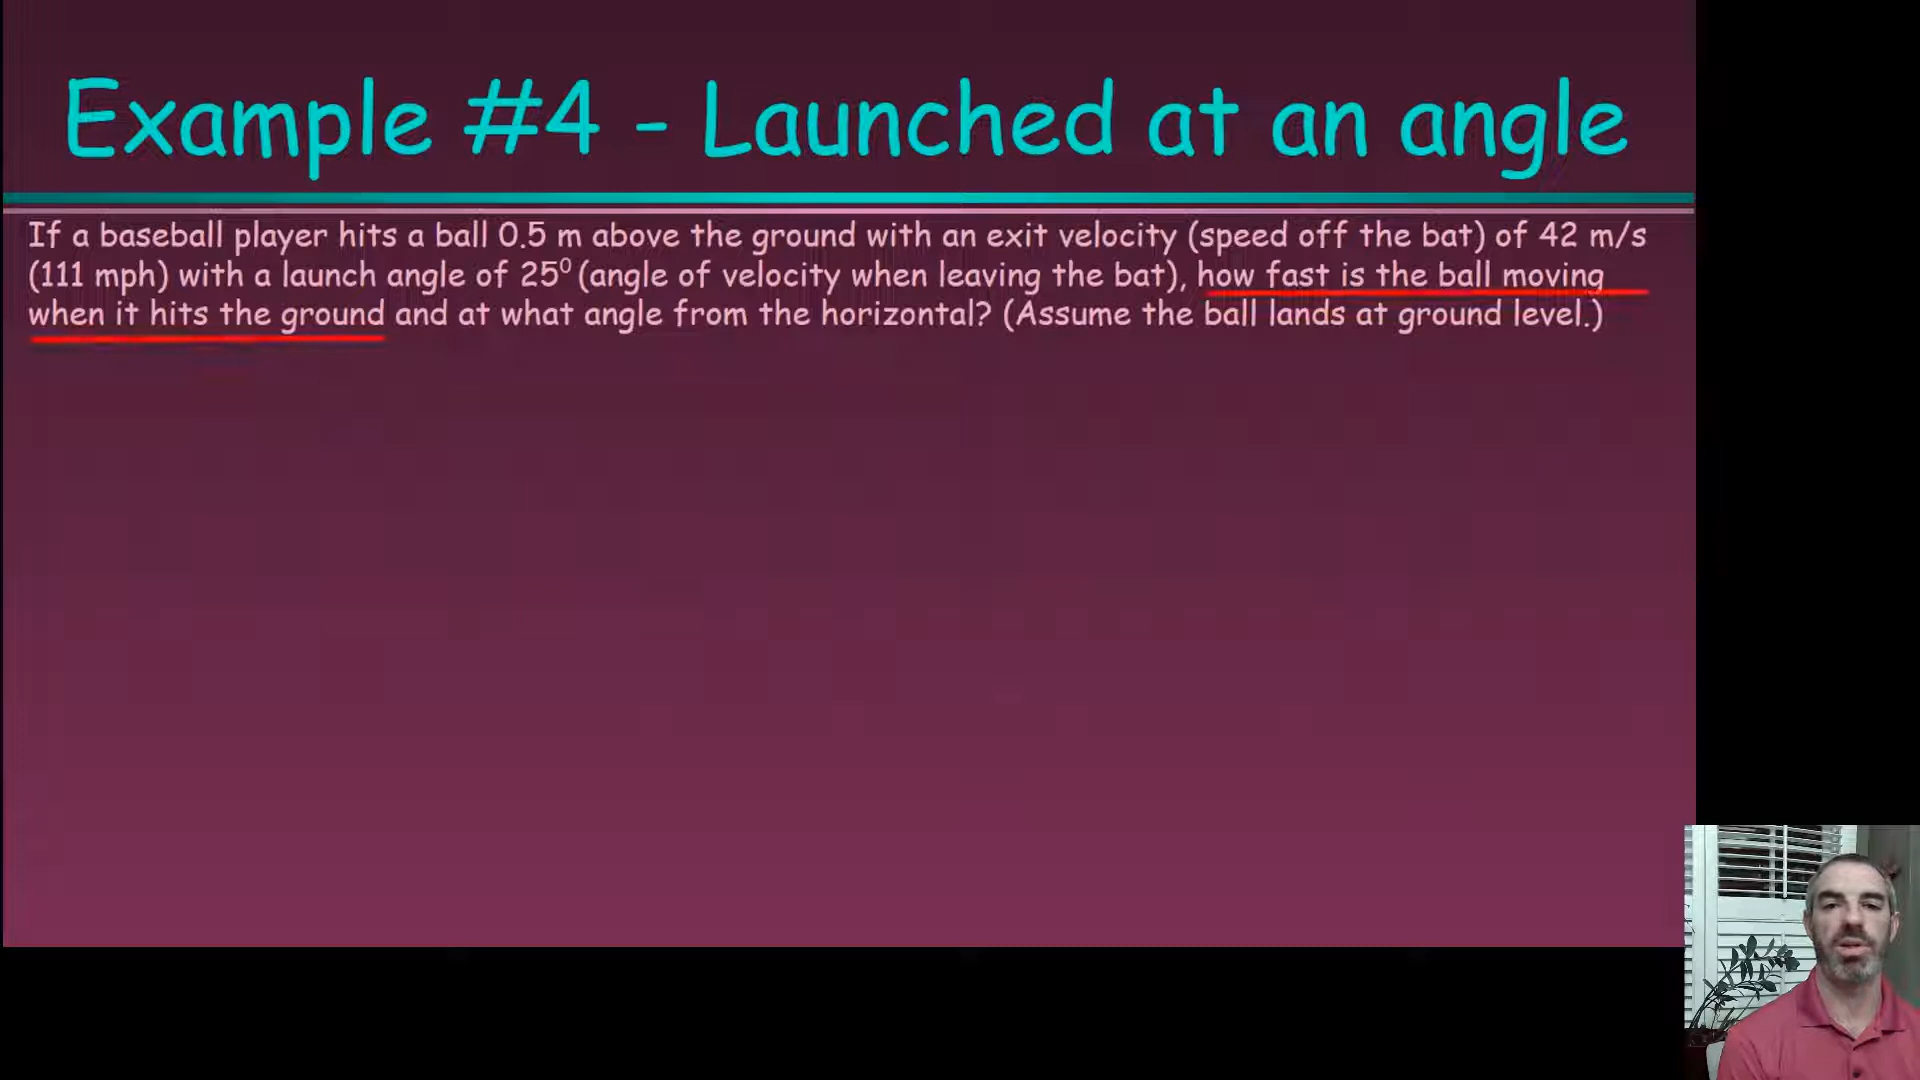 Example #4 - Launched at an angle
If a baseball player hits a ball 0.5 m above the ground with an exit velocity (speed off the bat) of 42 m/s
(111 mph) with a launch angle of 25⁰ (angle of velocity when leaving the bat), how fast is the ball moving
when it hits the ground and at what angle from the horizontal? (Assume the ball lands at ground level.)